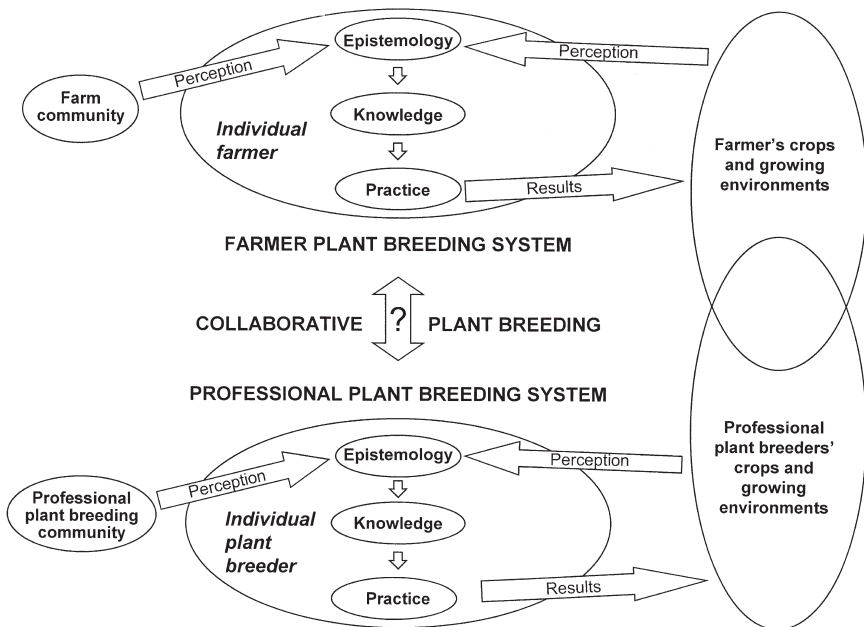 Epistemology
Perception
Perception
Farm
community
Knowledge
Individual
farmer
Farmer's crops
and growing
environments
Practice
Results
FARMER PLANT BREEDING SYSTEM
COLLABORATIVE ? PLANT BREEDING
PROFESSIONAL PLANT BREEDING SYSTEM
Epistemology
Perception
Perception
Professional
plant breeders'
crops and
growing
environments
Professional
plant breeding
community
Individual
plant
breeder
Knowledge
Practice
Results